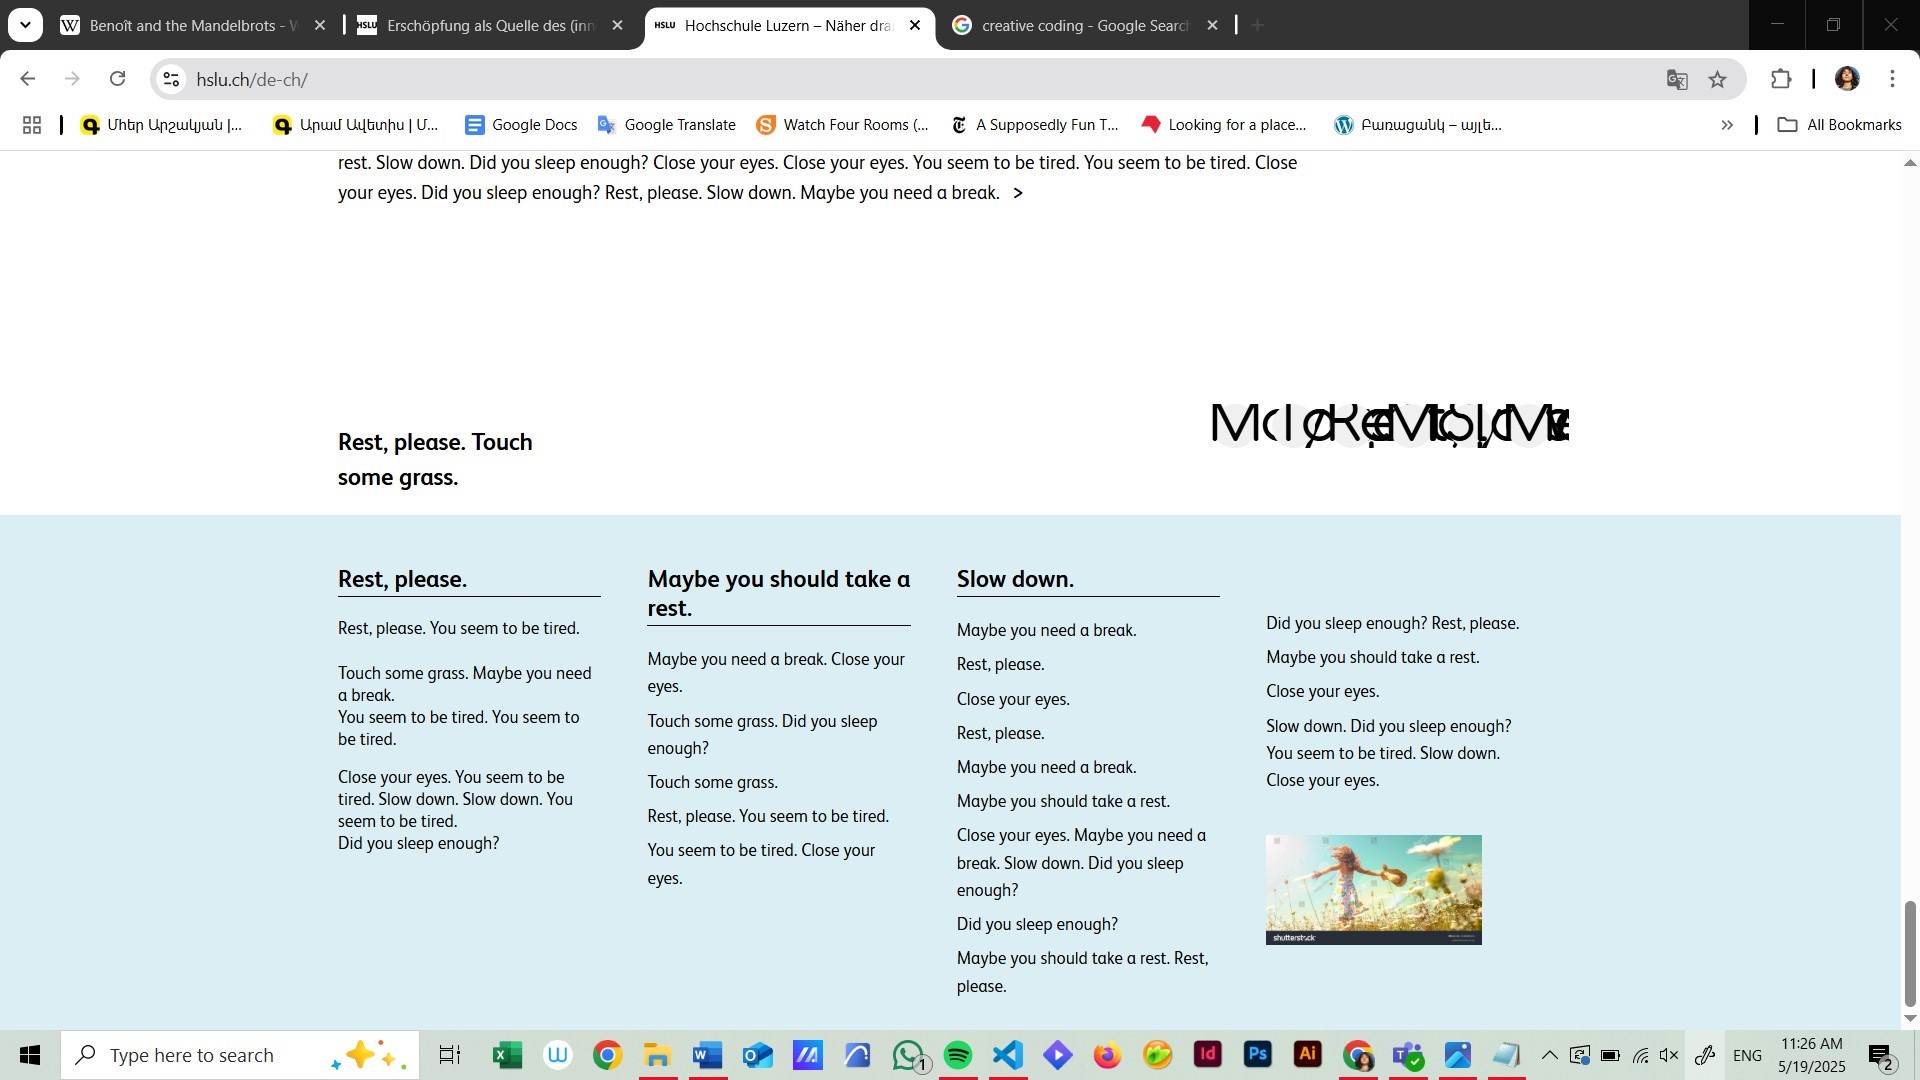 Benoît and the Mandelbrots - W
HSLU Erschöpfung als Quelle des (inn
HSLU Hochschule Luzern – Näher dra
creative coding - Google Search
hslu.ch/de-ch/
Մհեր Արշակյան |...
Արամ Ավետիս | Մ...
Google Docs
Google Translate
Watch Four Rooms (...
A Supposedly Fun T...
Looking for a place...
Բառացանկ – այլե...
All Bookmarks
rest. Slow down. Did you sleep enough? Close your eyes. Close your eyes. You seem to be tired. You seem to be tired. Close
your eyes. Did you sleep enough? Rest, please. Slow down. Maybe you need a break. >
Rest, please. Touch
some grass.
Rest, please.
Rest, please. You seem to be tired.
Touch some grass. Maybe you need
a break.
You seem to be tired. You seem to
be tired.
Close your eyes. You seem to be
tired. Slow down. Slow down. You
seem to be tired.
Did you sleep enough?
Maybe you should take a
rest.
Maybe you need a break. Close your
eyes.
Touch some grass. Did you sleep
enough?
Touch some grass.
Rest, please. You seem to be tired.
You seem to be tired. Close your
eyes.
Slow down.
Maybe you need a break.
Rest, please.
Close your eyes.
Rest, please.
Maybe you need a break.
Maybe you should take a rest.
Close your eyes. Maybe you need a
break. Slow down. Did you sleep
enough?
Did you sleep enough?
Maybe you should take a rest. Rest,
please.
Did you sleep enough? Rest, please.
Maybe you should take a rest.
Close your eyes.
Slow down. Did you sleep enough?
You seem to be tired. Slow down.
Close your eyes.
shutterstock
Type here to search
1
Id
Ps
Ai
ENG
11:26 AM
5/19/2025
2